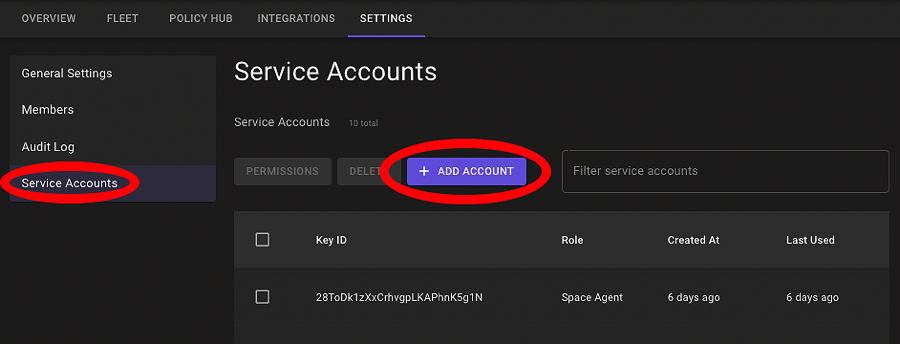 OVERVIEW FLEET POLICY HUB INTEGRATIONS SETTINGS
General Settings
Members
Audit Log
Service Accounts
Service Accounts
Service Accounts 10 total
PERMISSIONS DELETE + ADD ACCOUNT Filter service accounts
Key ID Role Created At Last Used
28ToDk1zXxCrhvgpLKAPhnK5g1N Space Agent 6 days ago 6 days ago